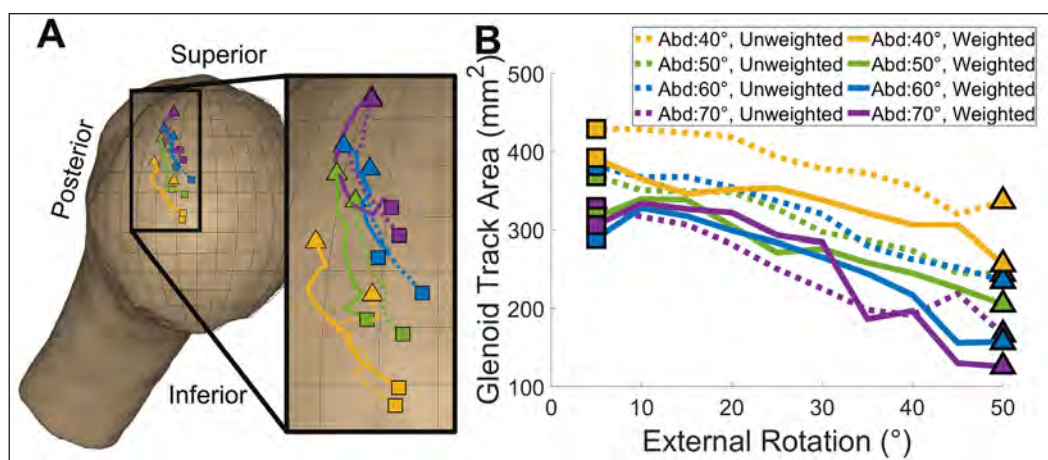 A
Superior
Posterior
Inferior
B
Abd:40°, Unweighted
Abd:50°, Unweighted
Abd:60°, Unweighted
Abd:70°, Unweighted
Abd:40°, Weighted
Abd:50°, Weighted
Abd:60°, Weighted
Abd:70°, Weighted
Glenoid Track Area (mm²)
500
400
300
200
100
0 10 20 30 40 50
External Rotation (°)